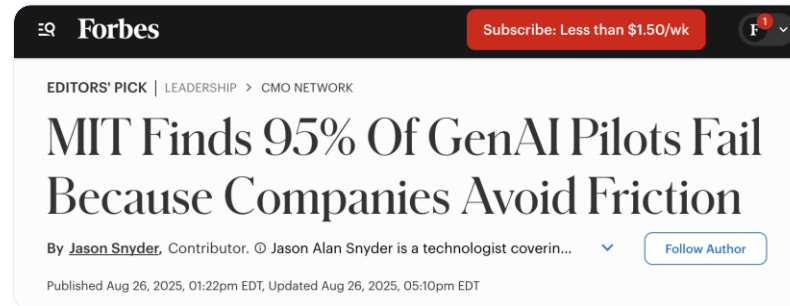 Forbes
Subscribe: Less than $1.50/wk
F 1
EDITORS' PICK | LEADERSHIP > CMO NETWORK
MIT Finds 95% Of GenAI Pilots Fail
Because Companies Avoid Friction
By Jason Snyder, Contributor. ⓘ Jason Alan Snyder is a technologist coverin...
Follow Author
Published Aug 26, 2025, 01:22pm EDT, Updated Aug 26, 2025, 05:10pm EDT